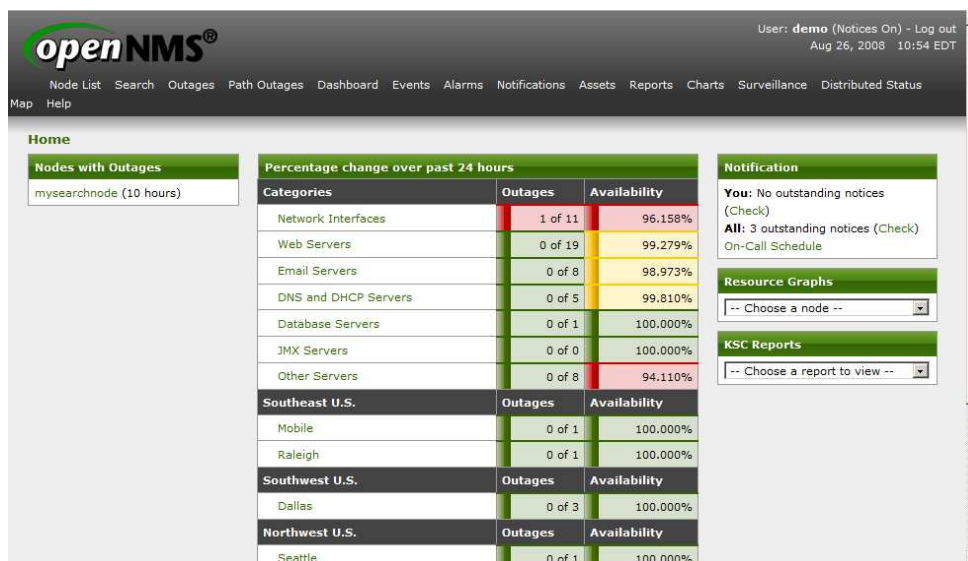 openNMS®
User: demo (Notices On) - Log out
Aug 26, 2008 10:54 EDT
Node List Search Outages Path Outages Dashboard Events Alarms Notifications Assets Reports Charts Surveillance Distributed Status
Map Help
Home
Nodes with Outages
mysearchnode (10 hours)
Percentage change over past 24 hours
Categories Outages Availability
Network Interfaces 1 of 11 96.158%
Web Servers 0 of 19 99.279%
Email Servers 0 of 8 98.973%
DNS and DHCP Servers 0 of 5 99.810%
Database Servers 0 of 1 100.000%
JMX Servers 0 of 0 100.000%
Other Servers 0 of 8 94.110%
Southeast U.S. Outages Availability
Mobile 0 of 1 100.000%
Raleigh 0 of 1 100.000%
Southwest U.S. Outages Availability
Dallas 0 of 3 100.000%
Northwest U.S. Outages Availability
Seattle 0 of 1 100.000%
Notification
You: No outstanding notices
(Check)
All: 3 outstanding notices (Check)
On-Call Schedule
Resource Graphs
-- Choose a node --
KSC Reports
-- Choose a report to view --